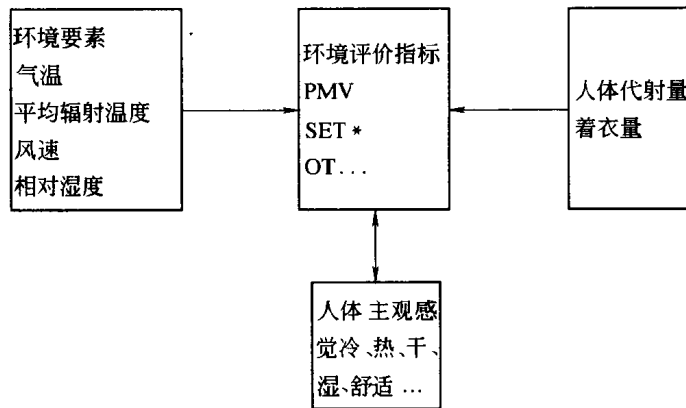 环境要素
气温
平均辐射温度
风速
相对湿度
环境评价指标
PMV
SET *
OT...
人体代射量
着衣量
人体 主观感
觉冷、热、干、
湿、舒适 ...